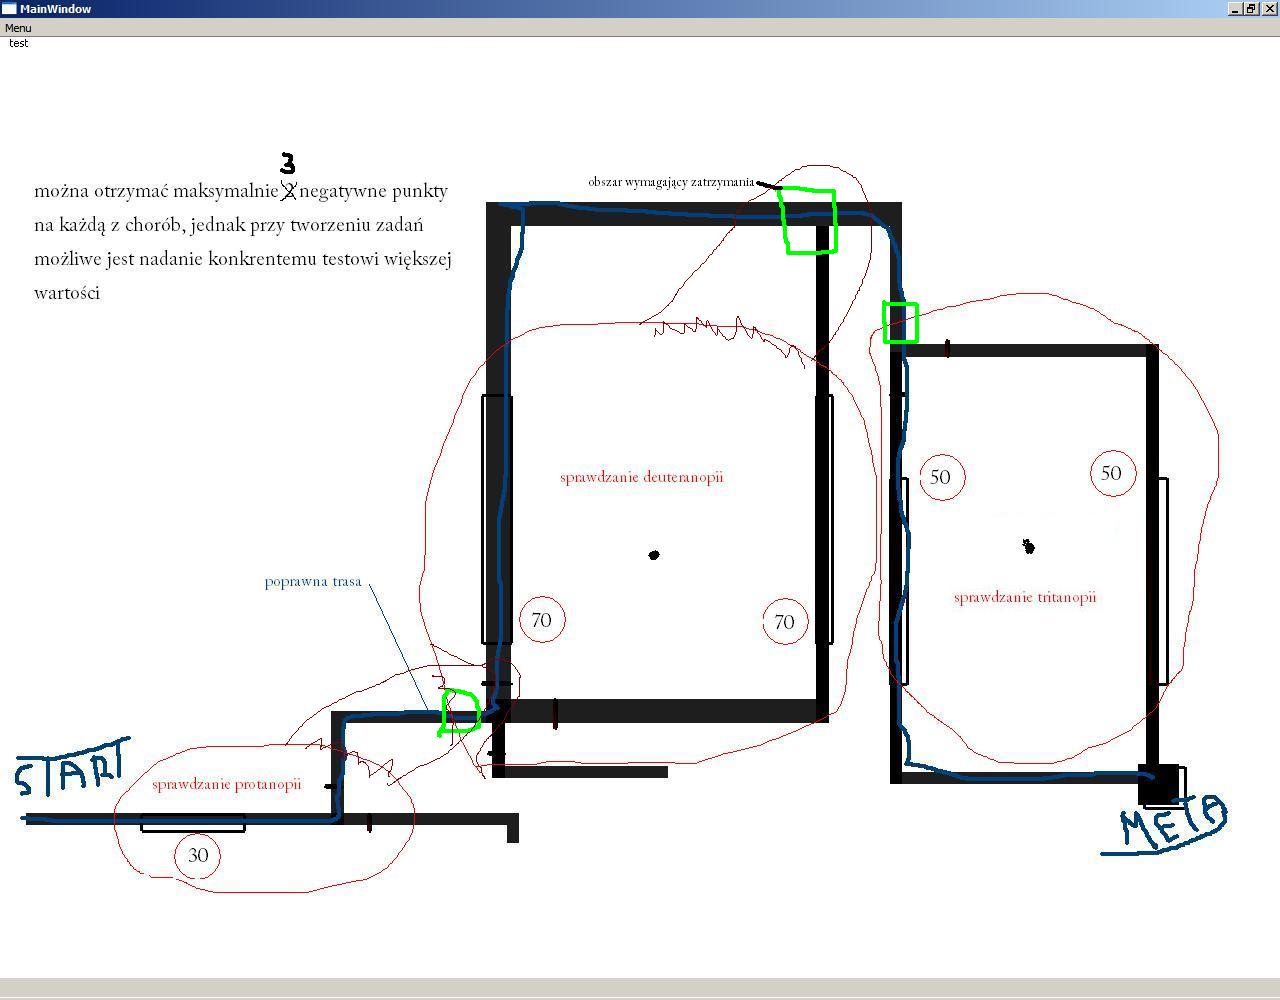 MainWindow
Menu
test
3
można otrzymać maksymalnie 2 negatywne punkty
na każdą z chorób, jednak przy tworzeniu zadań
możliwe jest nadanie konkrentemu testowi większej
wartości
obszar wymagający zatrzymania
sprawdzanie deuteranopii
50
50
poprawna trasa
sprawdzanie tritanopii
70
70
START
sprawdzanie protanopii
META
30